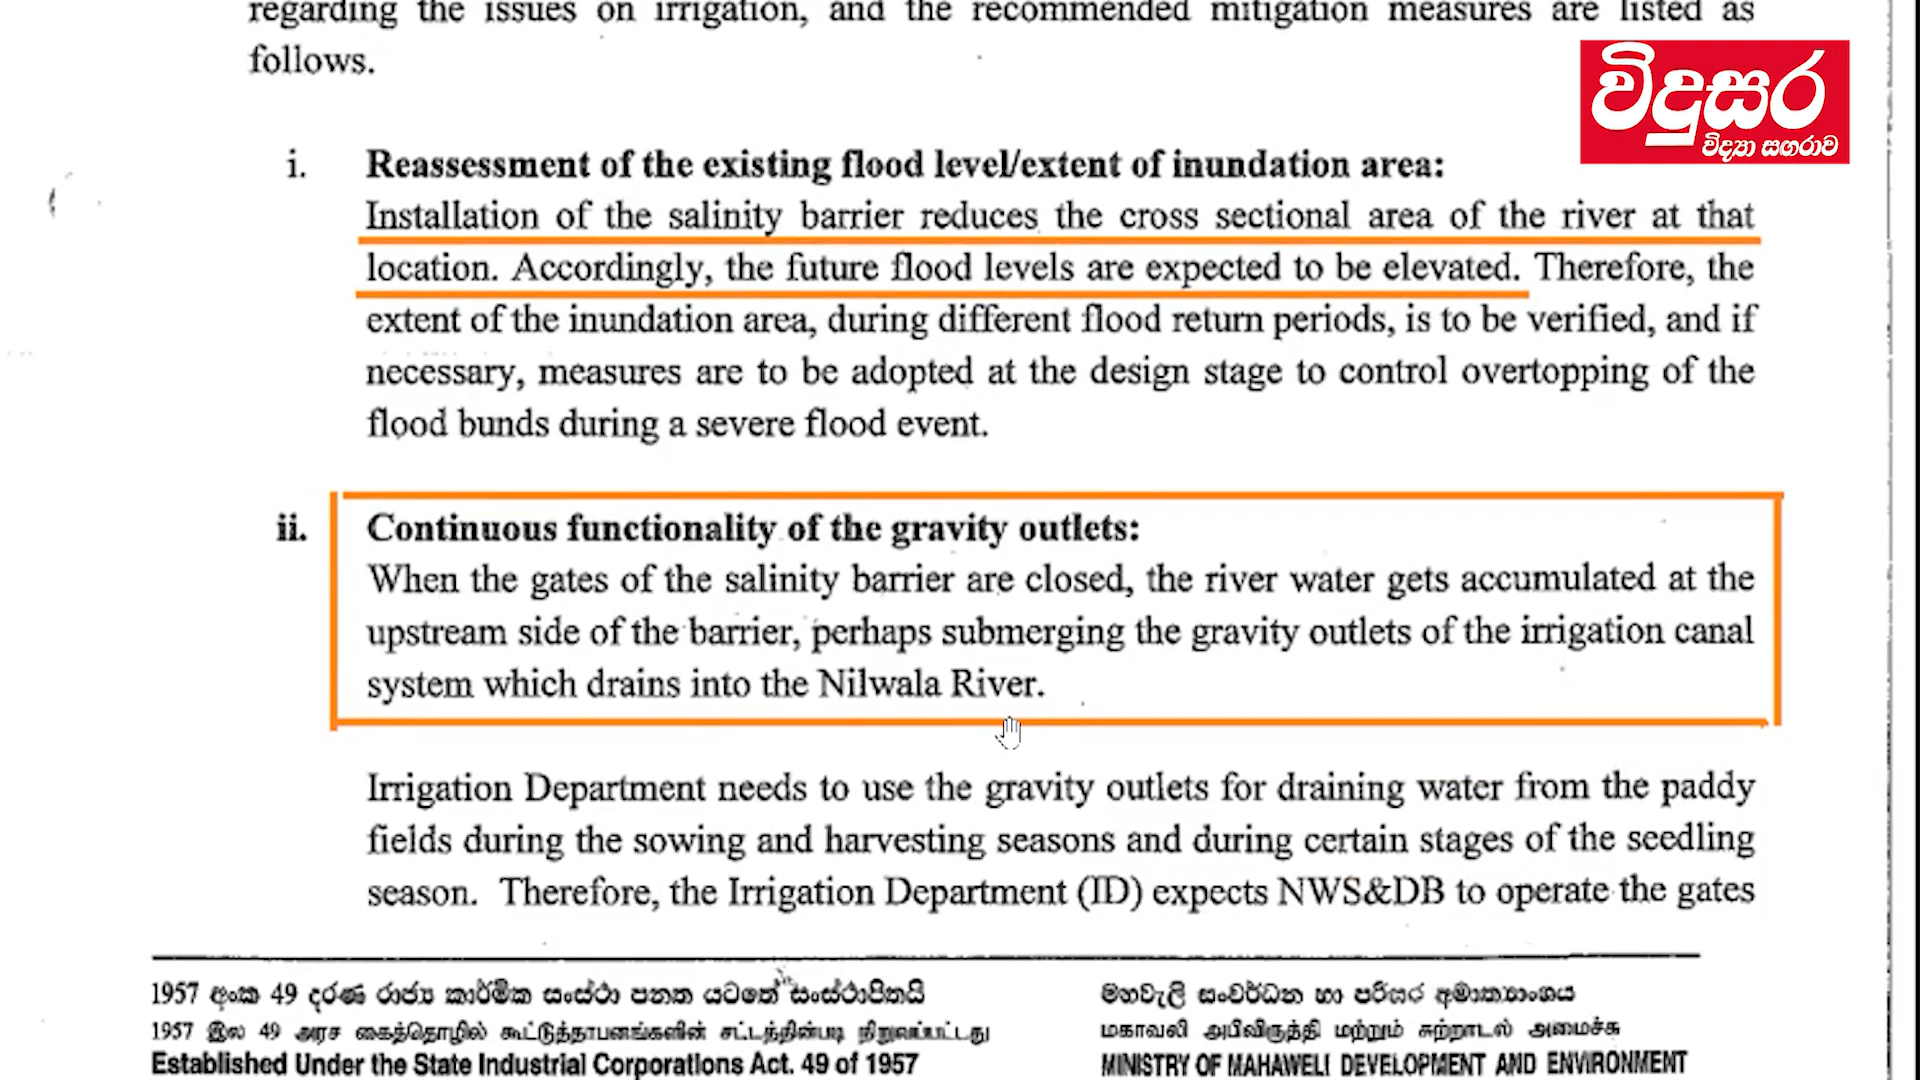 regarding the issues on irrigation, and the recommended mitigation measures are listed as
follows.
විදුසර
විද්‍යා සඟරාව
i. Reassessment of the existing flood level/extent of inundation area:
Installation of the salinity barrier reduces the cross sectional area of the river at that
location. Accordingly, the future flood levels are expected to be elevated. Therefore, the
extent of the inundation area, during different flood return periods, is to be verified, and if
necessary, measures are to be adopted at the design stage to control overtopping of the
flood bunds during a severe flood event.
ii. Continuous functionality of the gravity outlets:
When the gates of the salinity barrier are closed, the river water gets accumulated at the
upstream side of the barrier, perhaps submerging the gravity outlets of the irrigation canal
system which drains into the Nilwala River.
Irrigation Department needs to use the gravity outlets for draining water from the paddy
fields during the sowing and harvesting seasons and during certain stages of the seedling
season. Therefore, the Irrigation Department (ID) expects NWS&DB to operate the gates
1957 අංක 49 දරණ රාජ්‍ය කාර්මික සංස්ථා පනත යටතේ සංස්ථාපිතයි
1957 இல 49 அரச கைத்தொழில் கூட்டுத்தாபனங்களின் சட்டத்தின்படி நிறுவப்பட்டது
Established Under the State Industrial Corporations Act. 49 of 1957
මහවැලි සංවර්ධන හා පරිසර අමාත්‍යාංශය
மகாவலி அபிவிருத்தி மற்றும் சுற்றாடல் அமைச்சு
MINISTRY OF MAHAWELI DEVELOPMENT AND ENVIRONMENT